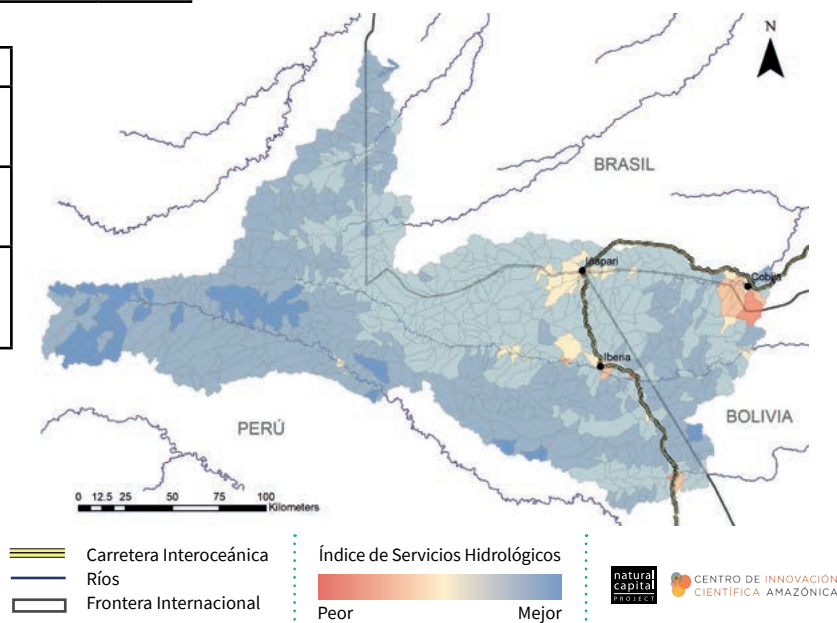 N
BRASIL
Iñapari
Cobija
Iberia
BOLIVIA
PERÚ
0 12.5 25 50 75 100
Kilometers
Carretera Interoceánica
Ríos
Frontera Internacional
Índice de Servicios Hidrológicos
Peor Mejor
natural
capital
PROJECT
CENTRO DE INNOVACIÓN
CIENTÍFICA AMAZÓNICA